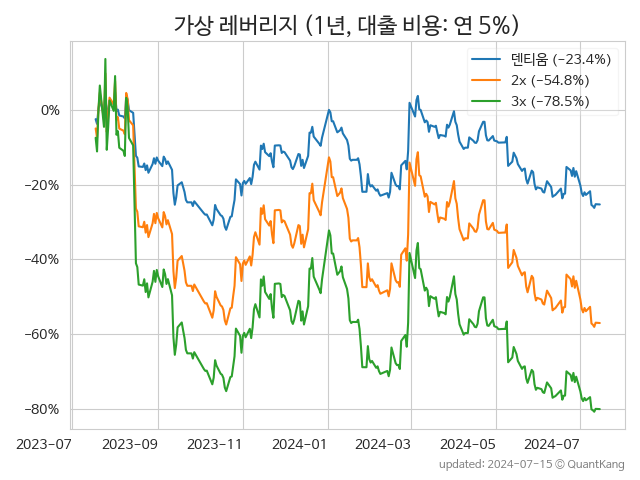 가상 레버리지 (1년, 대출 비용: 연 5%)
덴티움 (−23.4%)
2x (−54.8%)
3x (−78.5%)
0%
−20%
−40%
−60%
−80%
2023-07 2023-09 2023-11 2024-01 2024-03 2024-05 2024-07
updated: 2024-07-15 © QuantKang